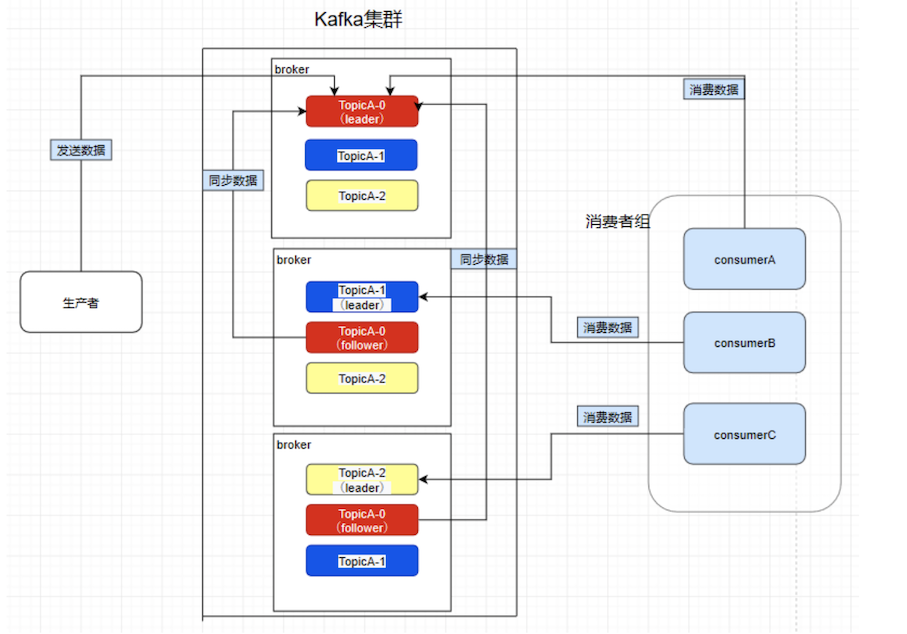 Kafka集群
broker
TopicA-0
（leader）
TopicA-1
TopicA-2
消费数据
发送数据
同步数据
消费者组
broker
同步数据
TopicA-1
（leader）
TopicA-0
（follower）
TopicA-2
生产者
consumerA
消费数据
consumerB
消费数据
consumerC
broker
TopicA-2
（leader）
TopicA-0
（follower）
TopicA-1